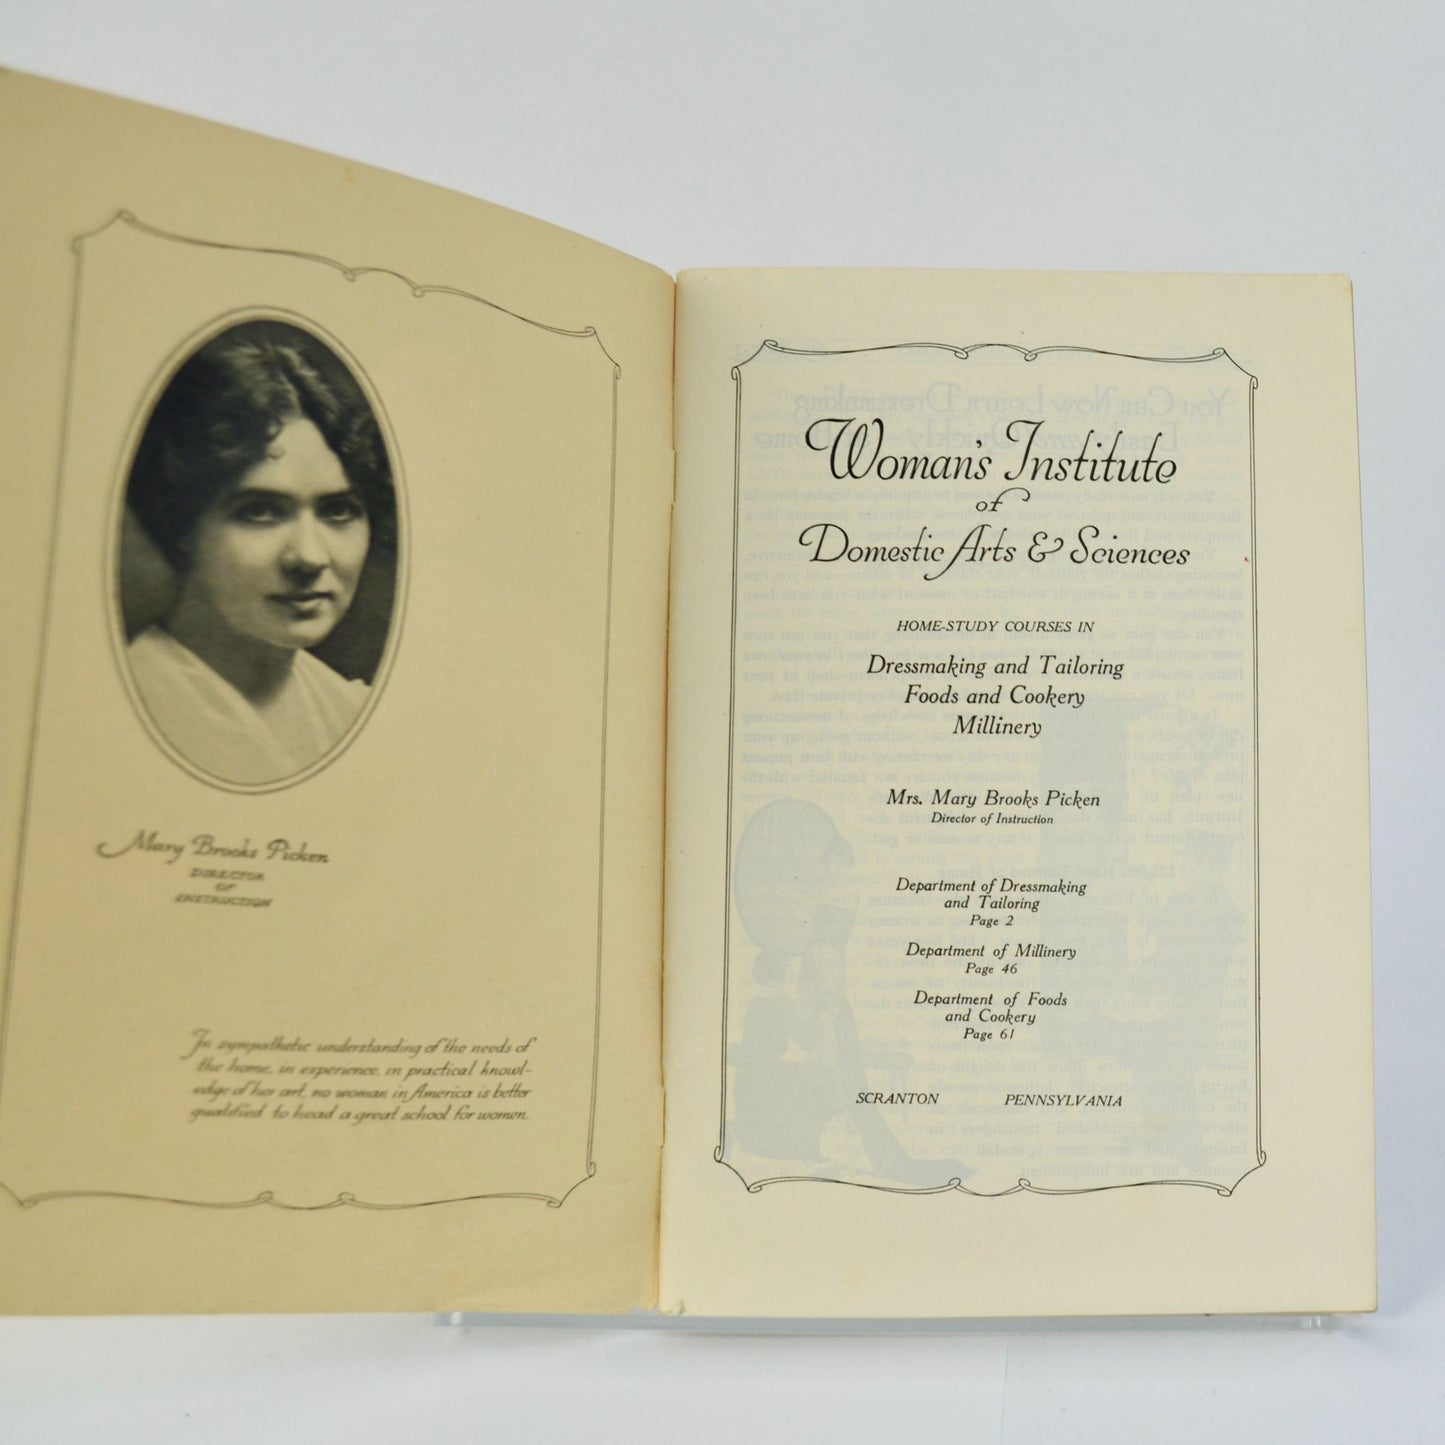 Mary Brooks Picken
DIRECTOR
OF
INSTRUCTION
In sympathetic understanding of the needs of
the home, in experience, in practical knowl-
edge of her art, no woman in America is better
qualified to head a great school for women.
Woman's Institute
of
Domestic Arts & Sciences
HOME-STUDY COURSES IN
Dressmaking and Tailoring
Foods and Cookery
Millinery
Mrs. Mary Brooks Picken
Director of Instruction
Department of Dressmaking
and Tailoring
Page 2
Department of Millinery
Page 46
Department of Foods
and Cookery
Page 61
SCRANTON PENNSYLVANIA